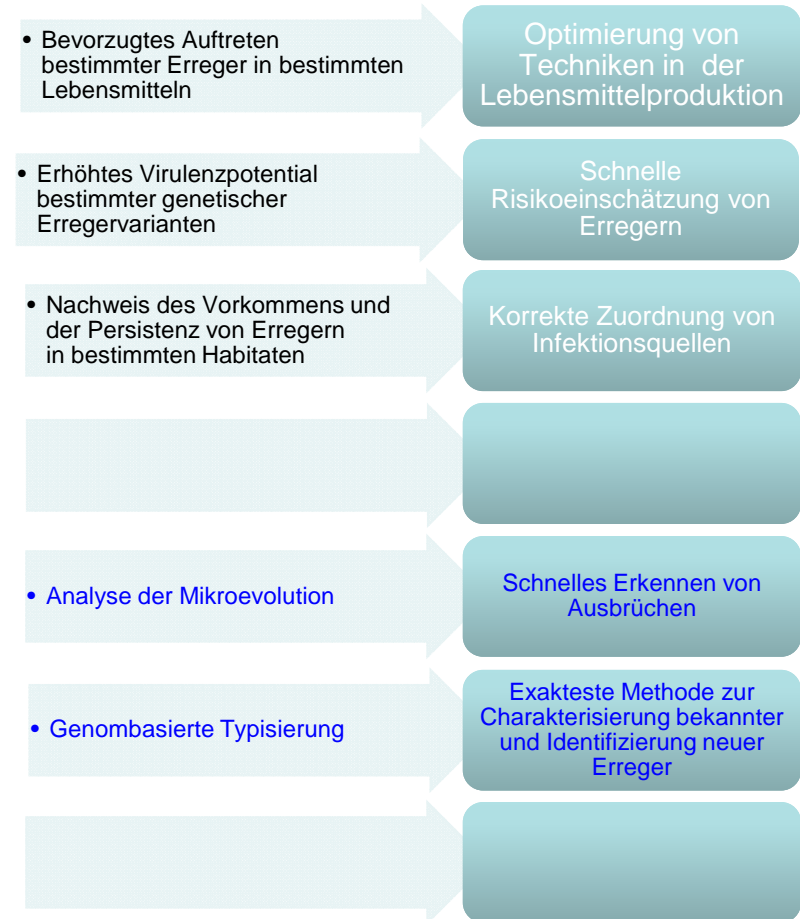 • Bevorzugtes Auftreten
bestimmter Erreger in bestimmten
Lebensmitteln
Optimierung von
Techniken in der
Lebensmittelproduktion
• Erhöhtes Virulenzpotential
bestimmter genetischer
Erregervarianten
Schnelle
Risikoeinschätzung von
Erregern
• Nachweis des Vorkommens und
der Persistenz von Erregern
in bestimmten Habitaten
Korrekte Zuordnung von
Infektionsquellen
• Analyse der Mikroevolution
Schnelles Erkennen von
Ausbrüchen
• Genombasierte Typisierung
Exakteste Methode zur
Charakterisierung bekannter
und Identifizierung neuer
Erreger